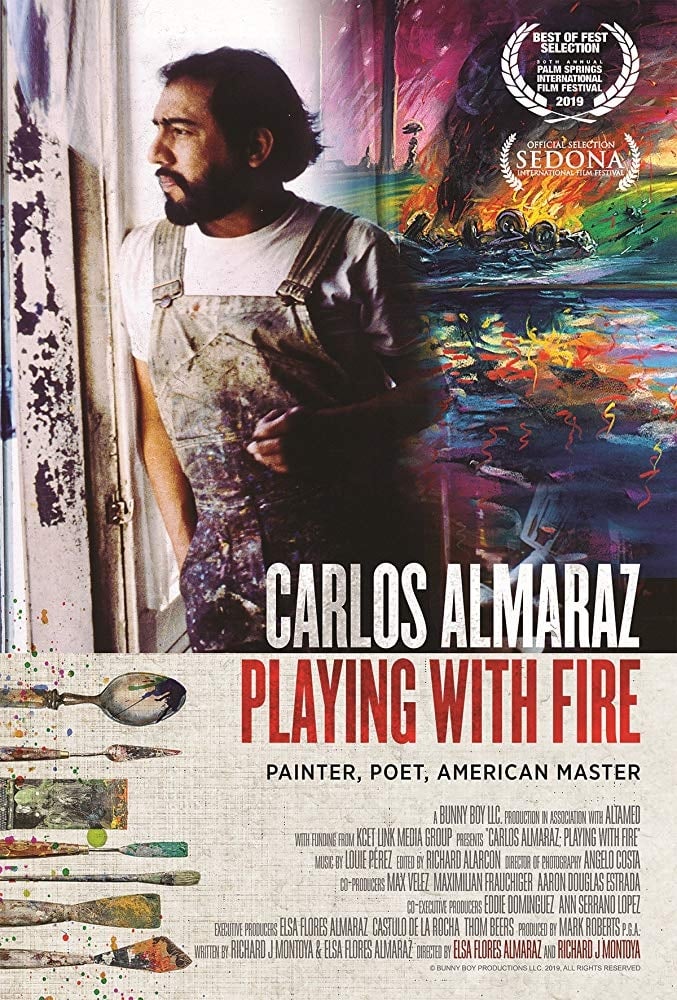 BEST OF FEST
SELECTION
30TH ANNUAL
PALM SPRINGS
INTERNATIONAL
FILM FESTIVAL
2019
OFFICIAL SELECTION
SEDONA
INTERNATIONAL FILM FESTIVAL
CARLOS ALMARAZ
PLAYING WITH FIRE
PAINTER, POET, AMERICAN MASTER
A BUNNY BOY LLC. PRODUCTION IN ASSOCIATION WITH ALTAMED
WITH FUNDING FROM KCET LINK MEDIA GROUP PRESENTS "CARLOS ALMARAZ: PLAYING WITH FIRE"
MUSIC BY LOUIE PÉREZ EDITED BY RICHARD ALARCON DIRECTOR OF PHOTOGRAPHY ANGELO COSTA
CO-PRODUCERS MAX VELEZ MAXIMILIAN FRAUCHIGER AARON DOUGLAS ESTRADA
CO-EXECUTIVE PRODUCERS EDDIE DOMINGUEZ ANN SERRANO LOPEZ
EXECUTIVE PRODUCERS ELSA FLORES ALMARAZ CASTULO DE LA ROCHA THOM BEERS PRODUCED BY MARK ROBERTS P.G.A.
WRITTEN BY RICHARD J MONTOYA & ELSA FLORES ALMARAZ DIRECTED BY ELSA FLORES ALMARAZ AND RICHARD J MONTOYA
© BUNNY BOY PRODUCTIONS LLC. 2019, ALL RIGHTS RESERVED